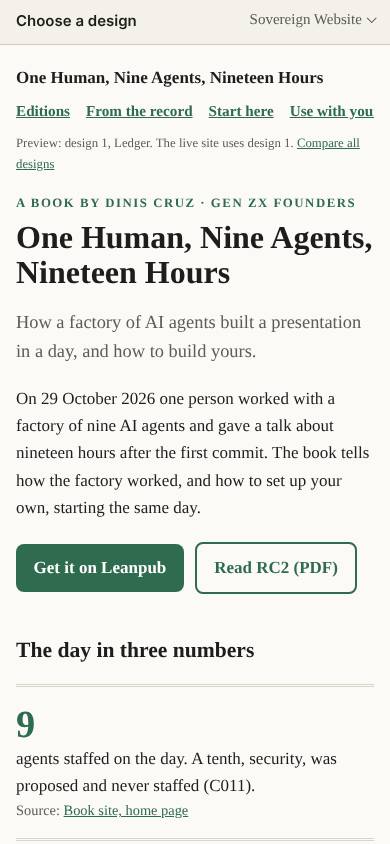 Choose a design
Sovereign Website
One Human, Nine Agents, Nineteen Hours
Editions From the record Start here Use with you
Preview: design 1, Ledger. The live site uses design 1. Compare all
designs
A BOOK BY DINIS CRUZ · GEN ZX FOUNDERS
One Human, Nine Agents,
Nineteen Hours
How a factory of AI agents built a presentation
in a day, and how to build yours.
On 29 October 2026 one person worked with a
factory of nine AI agents and gave a talk about
nineteen hours after the first commit. The book tells
how the factory worked, and how to set up your
own, starting the same day.
Get it on Leanpub
Read RC2 (PDF)
The day in three numbers
9
agents staffed on the day. A tenth, security, was
proposed and never staffed (C011).
Source: Book site, home page